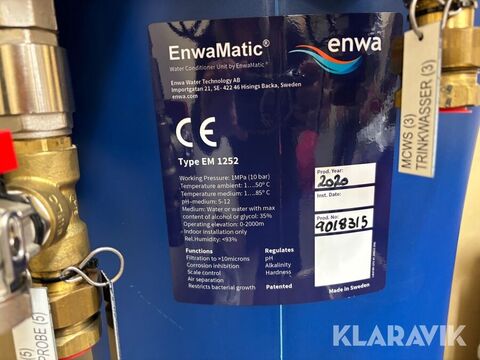 EnwaMatic®
Water Conditioner Unit by EnwaMatic®
enwa
Enwa Water Technology AB
Importgatan 21, SE- 422 46 Hisings Backa, Sweden
enwa.com
CE
Type EM 1252
Working Pressure: 1MPa (10 bar)
Temperature ambient: 1....50°C
Temperature medium: 1....85°C
pH-medium: 5-12
Medium: Water or water with max
content of alcohol or glycol: 35%
Operating elevation: 0-2000m
- Indoor installation only
Rel.Humidity: <93%
Prod. Year:
2020
Inst. Date:
Prod. No:
9018315
Functions
Filtration to >10microns
Corrosion inhibition
Scale control
Air separation
Restricts bacterial growth
Regulates
pH
Alkalinity
Hardness
Patented
Made in Sweden
MCWS (3)
TRINKWASSER (3)
(5)
PROBE (5)
KLARAVIK